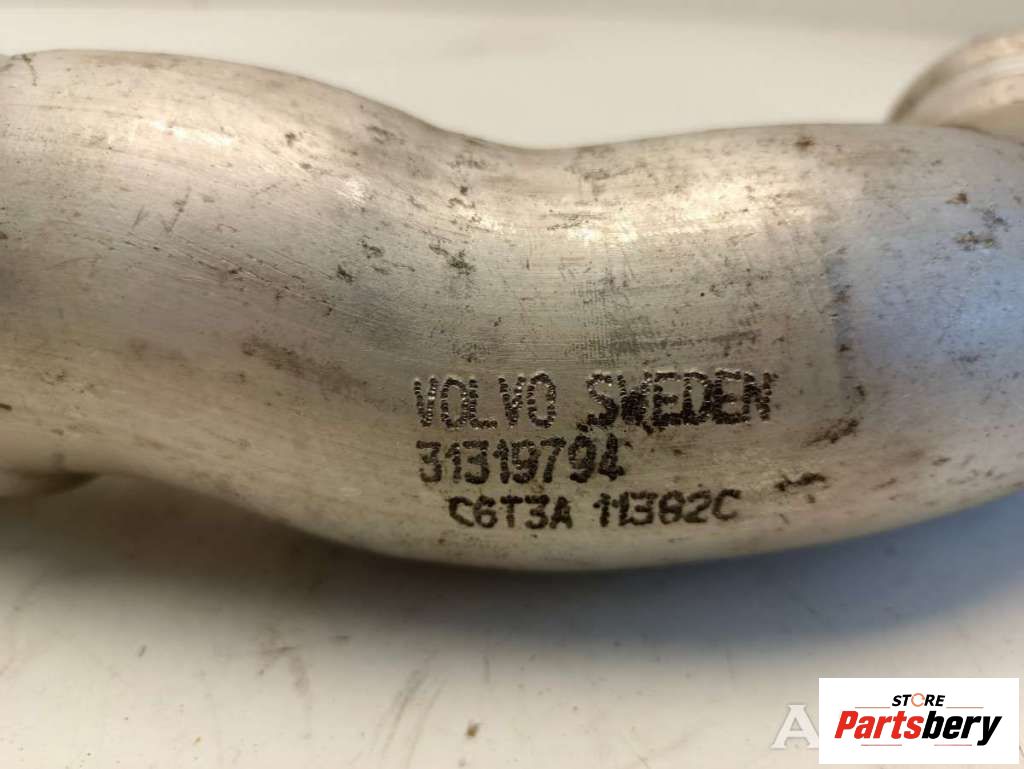 VOLVO SWEDEN
31319794
C6T3A 11382C
STORE
Partsbery